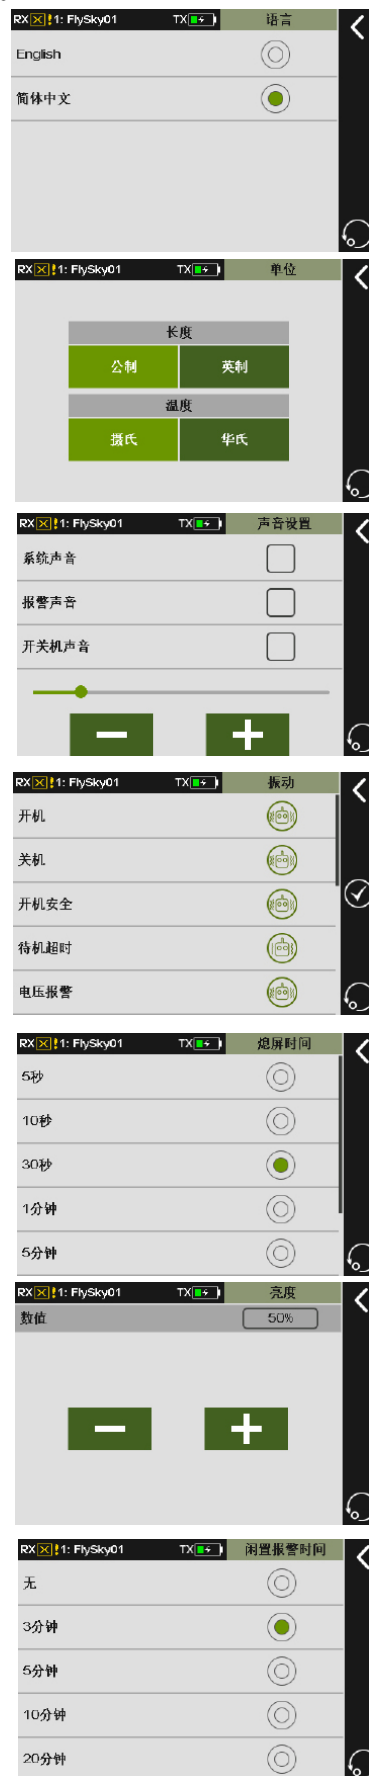 RX !1: FlySky01 TX 语言
English
简体中文
RX !1: FlySky01 TX 单位
长度
公制 英制
温度
摄氏 华氏
RX !1: FlySky01 TX 声音设置
系统声音
报警声音
开关机声音
RX !1: FlySky01 TX 振动
开机
关机
开机安全
待机超时
电压报警
RX !1: FlySky01 TX 熄屏时间
5秒
10秒
30秒
1分钟
5分钟
RX !1: FlySky01 TX 亮度
数值 50%
RX !1: FlySky01 TX 闲置报警时间
无
3分钟
5分钟
10分钟
20分钟